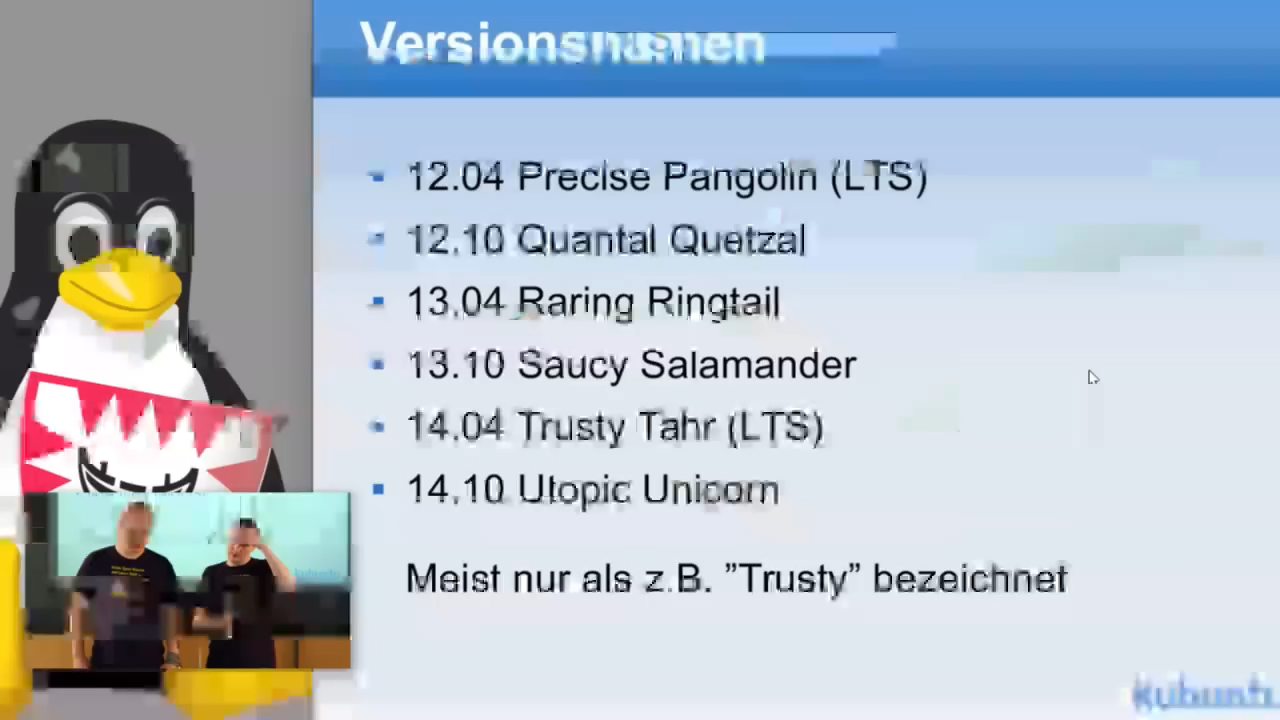 Versionsnamen
12.04 Precise Pangolin (LTS)
12.10 Quantal Quetzal
13.04 Raring Ringtail
13.10 Saucy Salamander
14.04 Trusty Tahr (LTS)
14.10 Utopic Unicorn
Meist nur als z.B. ”Trusty” bezeichnet
kubuntu